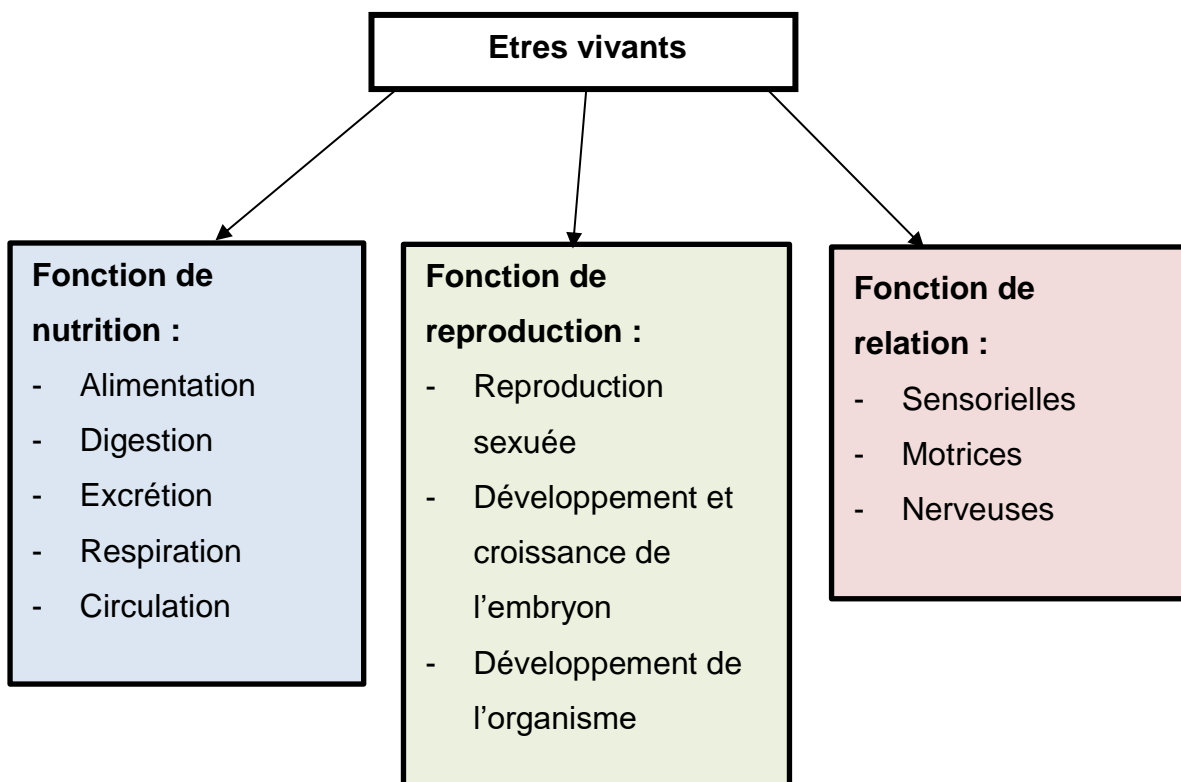 Etres vivants
Fonction de
nutrition :
- Alimentation
- Digestion
- Excrétion
- Respiration
- Circulation
Fonction de
reproduction :
- Reproduction
sexuée
- Développement et
croissance de
l’embryon
- Développement de
l’organisme
Fonction de
relation :
- Sensorielles
- Motrices
- Nerveuses